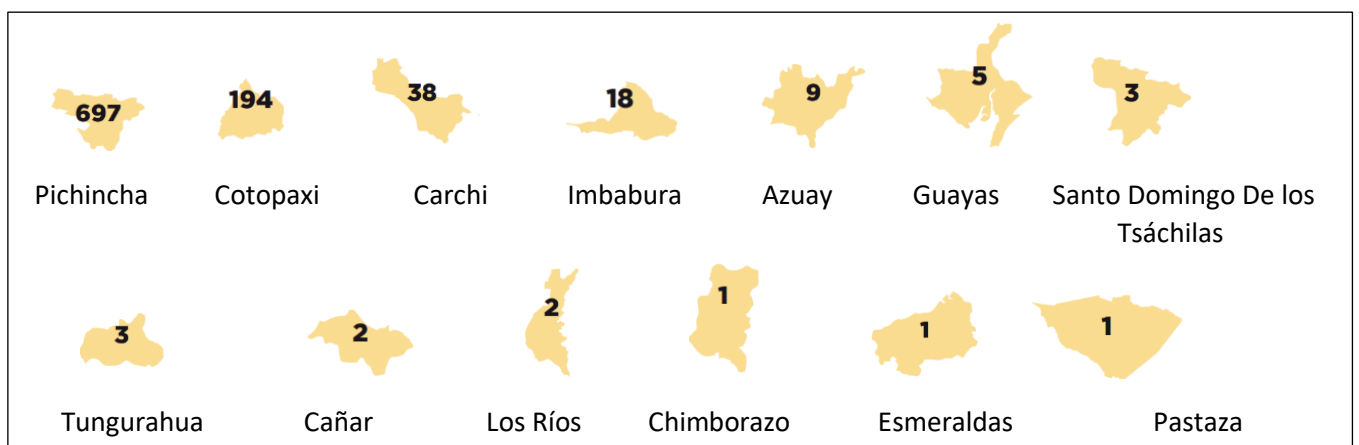 697 194 38 18 9 5 3
Pichincha Cotopaxi Carchi Imbabura Azuay Guayas Santo Domingo De los
Tsáchilas
3 2 2 1 1 1
Tungurahua Cañar Los Ríos Chimborazo Esmeraldas Pastaza